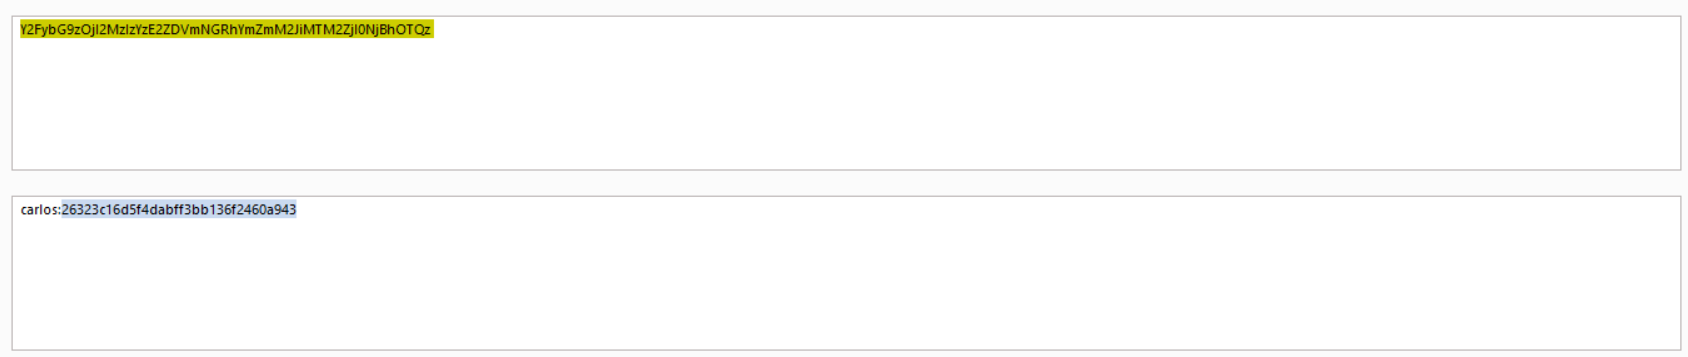 Y2FybG9zOjI2MzIzYzE2ZDVmNGRhYmZmM2JiMTM2ZjI0NjBhOTQz
carlos:26323c16d5f4dabff3bb136f2460a943